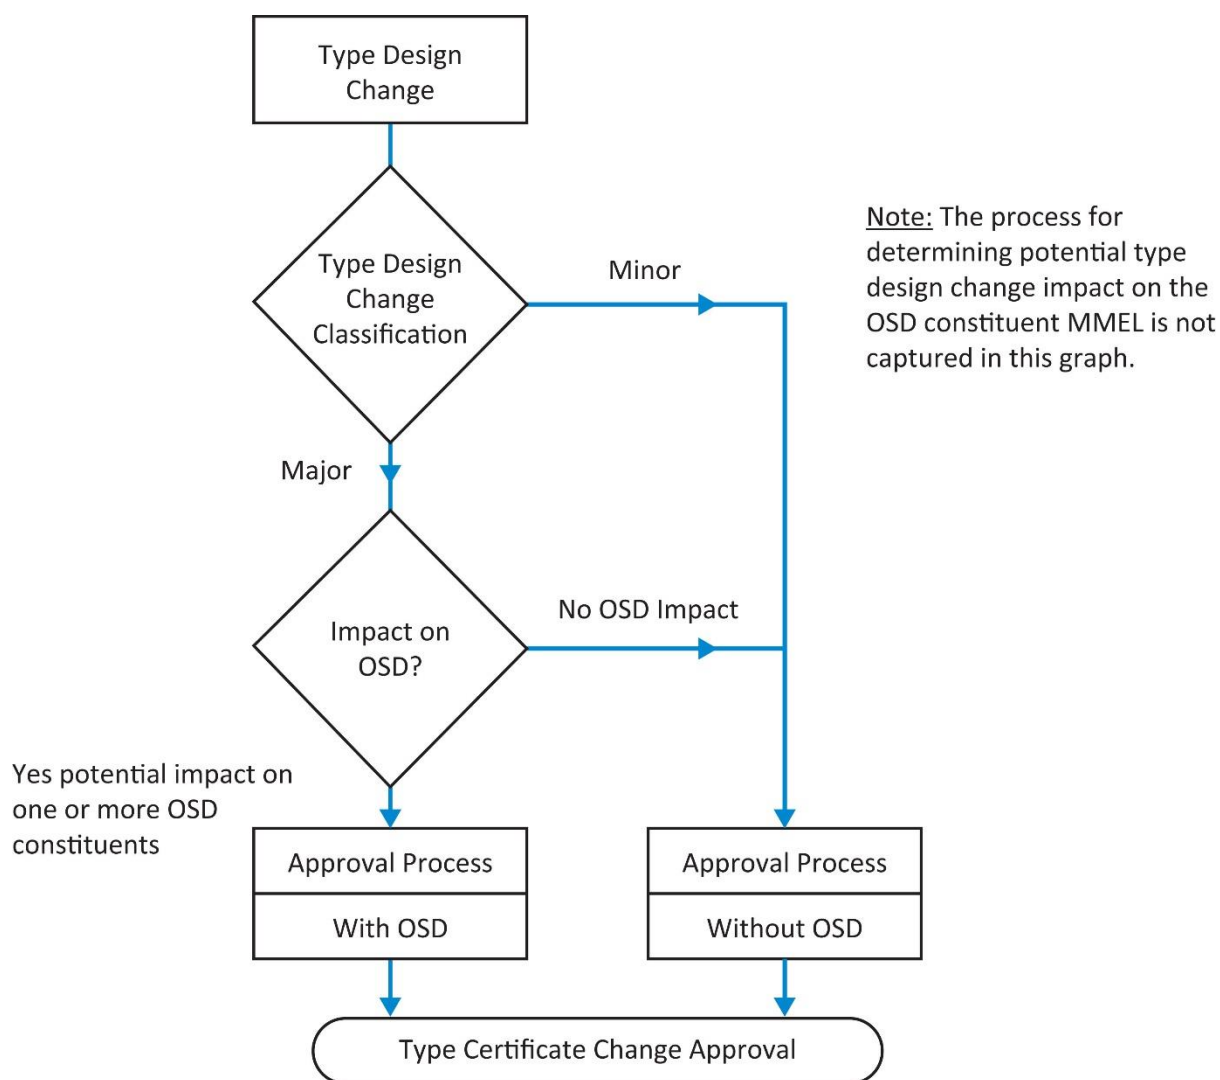 Type Design
Change
Type Design
Change
Classification
Minor
Note: The process for
determining potential type
design change impact on the
OSD constituent MMEL is not
captured in this graph.
Major
Impact on
OSD?
No OSD Impact
Yes potential impact on
one or more OSD
constituents
Approval Process
With OSD
Approval Process
Without OSD
Type Certificate Change Approval